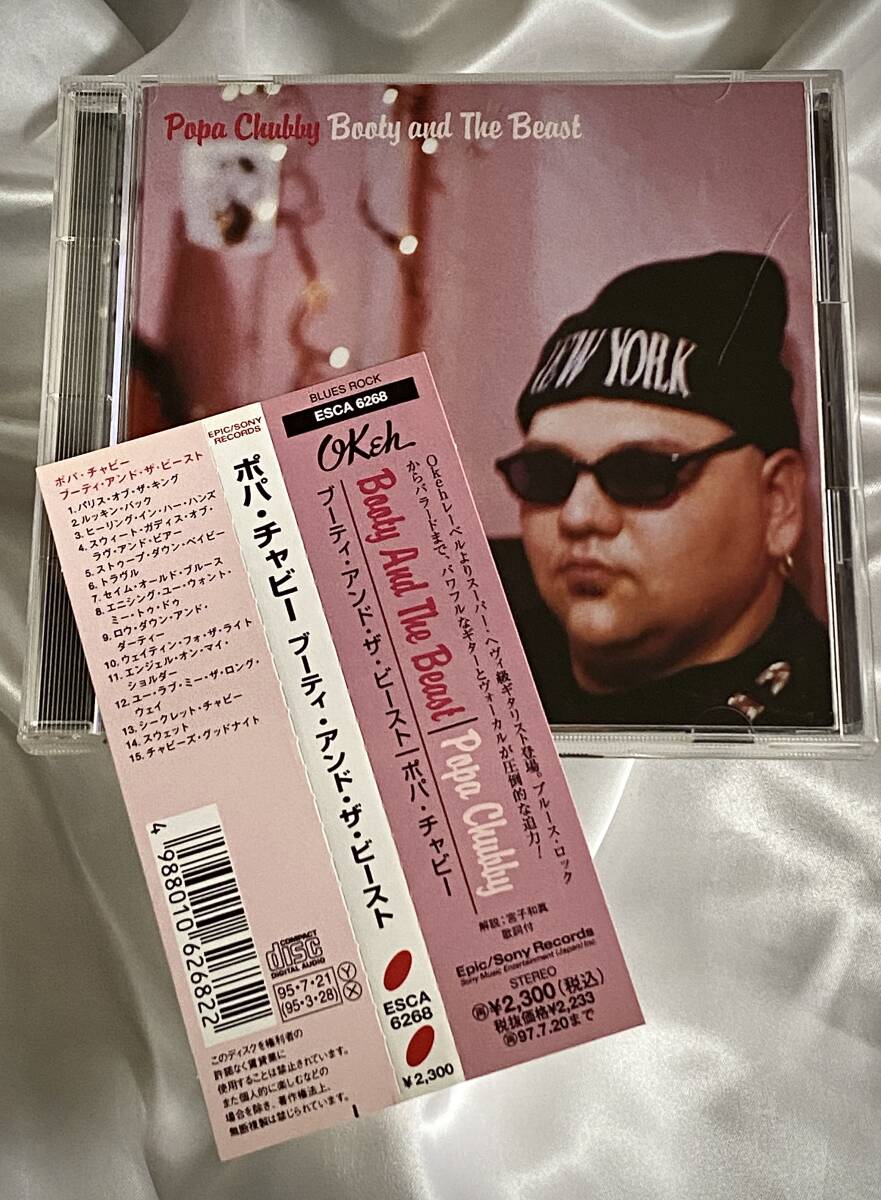 Popa Chubby Booty and The Beast
NEW YORK
ポパ・チャビー
ブーティ・アンド・ザ・ビースト
1.パリス・オブ・ザ・キング
2.ルッキン・バック
3.ヒーリング・イン・ハー・ハンズ
4.スウィート・ガディス・オブ・
ラヴ・アンド・ビアー
5.ストゥープ・ダウン・ベイビー
6.トラヴル
7.セイム・オールド・ブルース
8.エニシング・ユー・ウォント・
ミー・トゥ・ドゥ
9.ロウ・ダウン・アンド・
ダーティー
10.ウェイティン・フォ・ザ・ライト
11.エンジェル・オン・マイ・
ショルダー
12.ユー・ラブ・ミー・ザ・ロング・
ウェイ
13.シークレット・チャビー
14.スウェット
15.チャビーズ・グッドナイト
4 988010 626822
COMPACT
disc
DIGITAL AUDIO
95・7・21
(95・3・28)
Y
X
このディスクを権利者の
許諾なく賃貸業に
使用することは禁止されています。
また個人的に楽しむなどの
場合を除き、著作権法上、
無断複製は禁じられています。
EPIC/SONY
RECORDS
ポパ・チャビー ブーティ・アンド・ザ・ビースト
ESCA
6268
¥2,300
BLUES ROCK
ESCA 6268
OKeh
ブーティ・アンド・ザ・ビースト|ポパ・チャビー
Booty And The Beast|Popa Chubby
Okehレーベルよりスーパー・ヘヴィ級ギタリスト登場。ブルース・ロック
からバラードまで、パワフルなギターとヴォーカルが圧倒的な迫力!
解説:宮子和眞
歌詞付
Epic/Sony Records
Sony Music Entertainment (Japan) Inc.
STEREO
再¥2,300(税込)
税抜価格¥2,233
再97.7.20まで